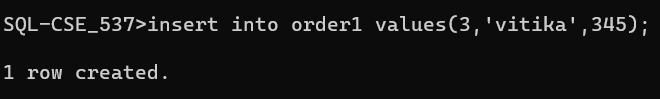 SQL-CSE_537>insert into order1 values(3,'vitika',345);
1 row created.